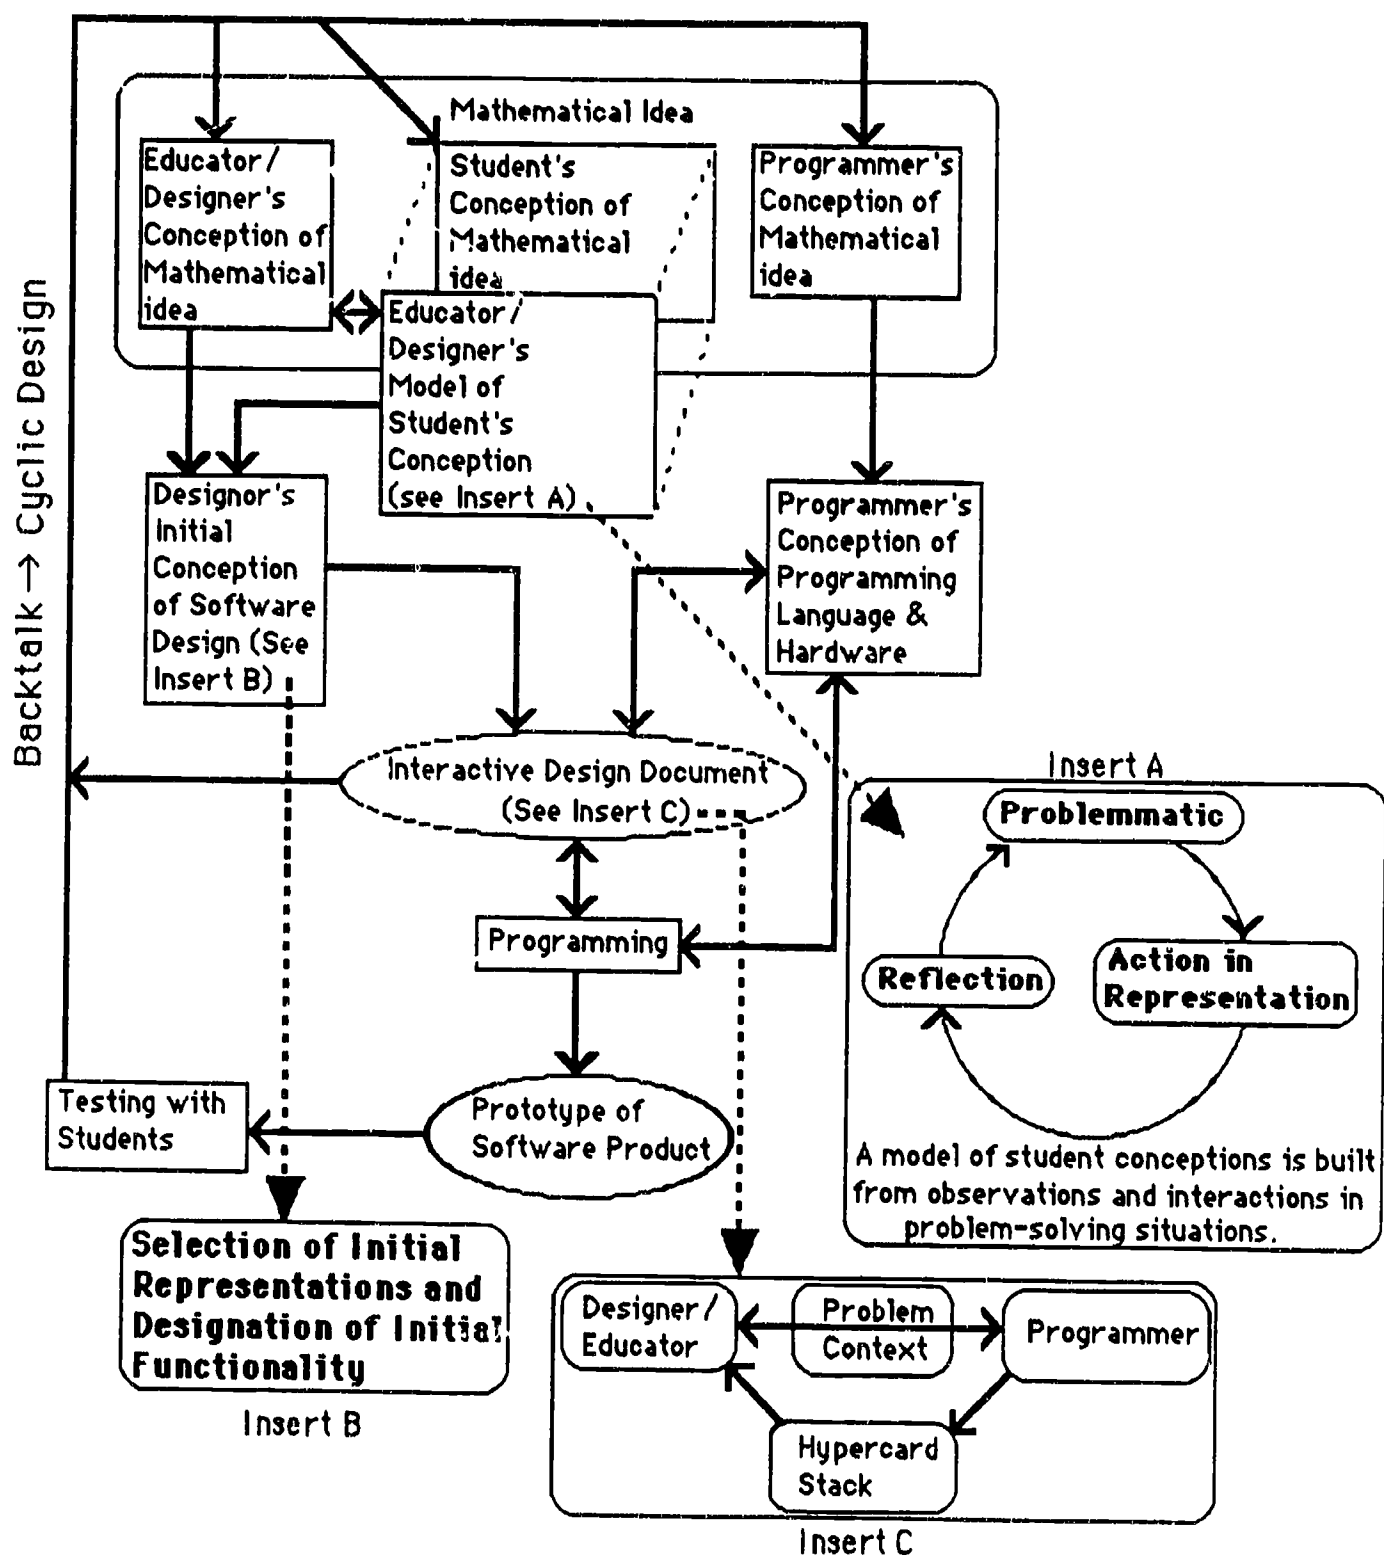 Mathematical Idea
Educator/
Designer's
Conception of
Mathematical
idea
Student's
Conception of
Mathematical
idea
Programmer's
Conception of
Mathematical
idea
Educator/
Designer's
Model of
Student's
Conception
(see Insert A)
Backtalk → Cyclic Design
Designor's
Initial
Conception
of Software
Design (See
Insert B)
Programmer's
Conception of
Programming
Language &
Hardware
Interactive Design Document
(See Insert C)
Programming
Prototype of
Software Product
Testing with
Students
Insert A
Problemmatic
Action in
Representation
Reflection
A model of student conceptions is built
from observations and interactions in
problem-solving situations.
Selection of Initial
Representations and
Designation of Initial
Functionality
Insert B
Designer/
Educator
Problem
Context
Programmer
Hypercard
Stack
Insert C